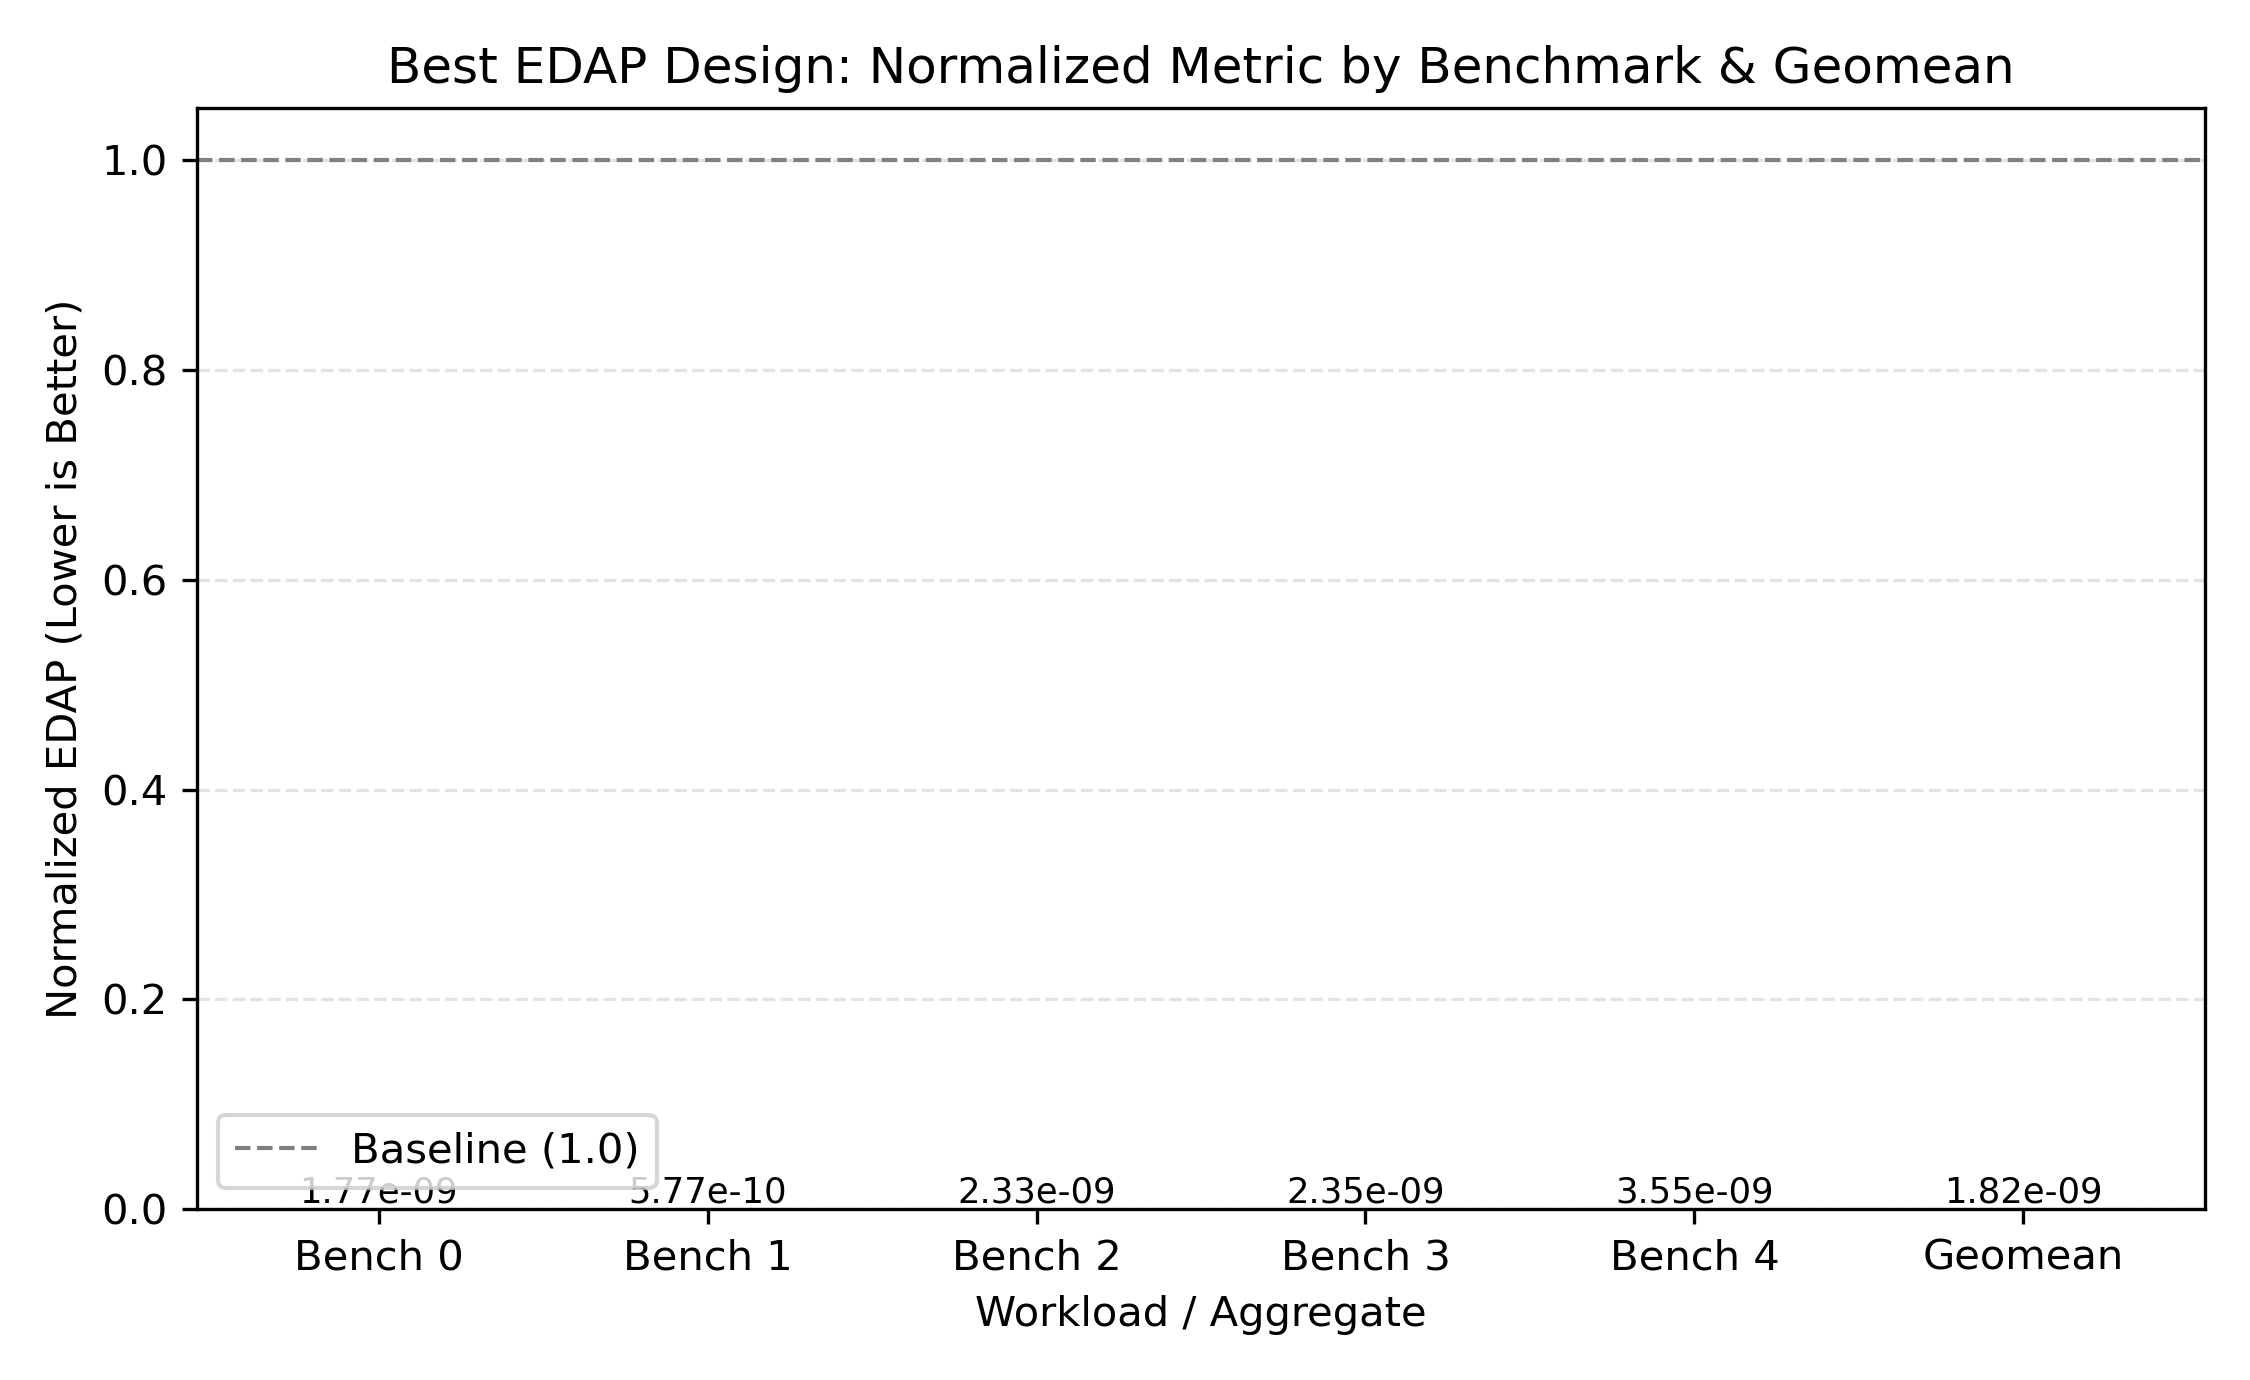 Best EDAP Design: Normalized Metric by Benchmark & Geomean
Normalized EDAP (Lower is Better)
1.0
0.8
0.6
0.4
0.2
0.0
Baseline (1.0)
1.77e-09 5.77e-10 2.33e-09 2.35e-09 3.55e-09 1.82e-09
Bench 0 Bench 1 Bench 2 Bench 3 Bench 4 Geomean
Workload / Aggregate